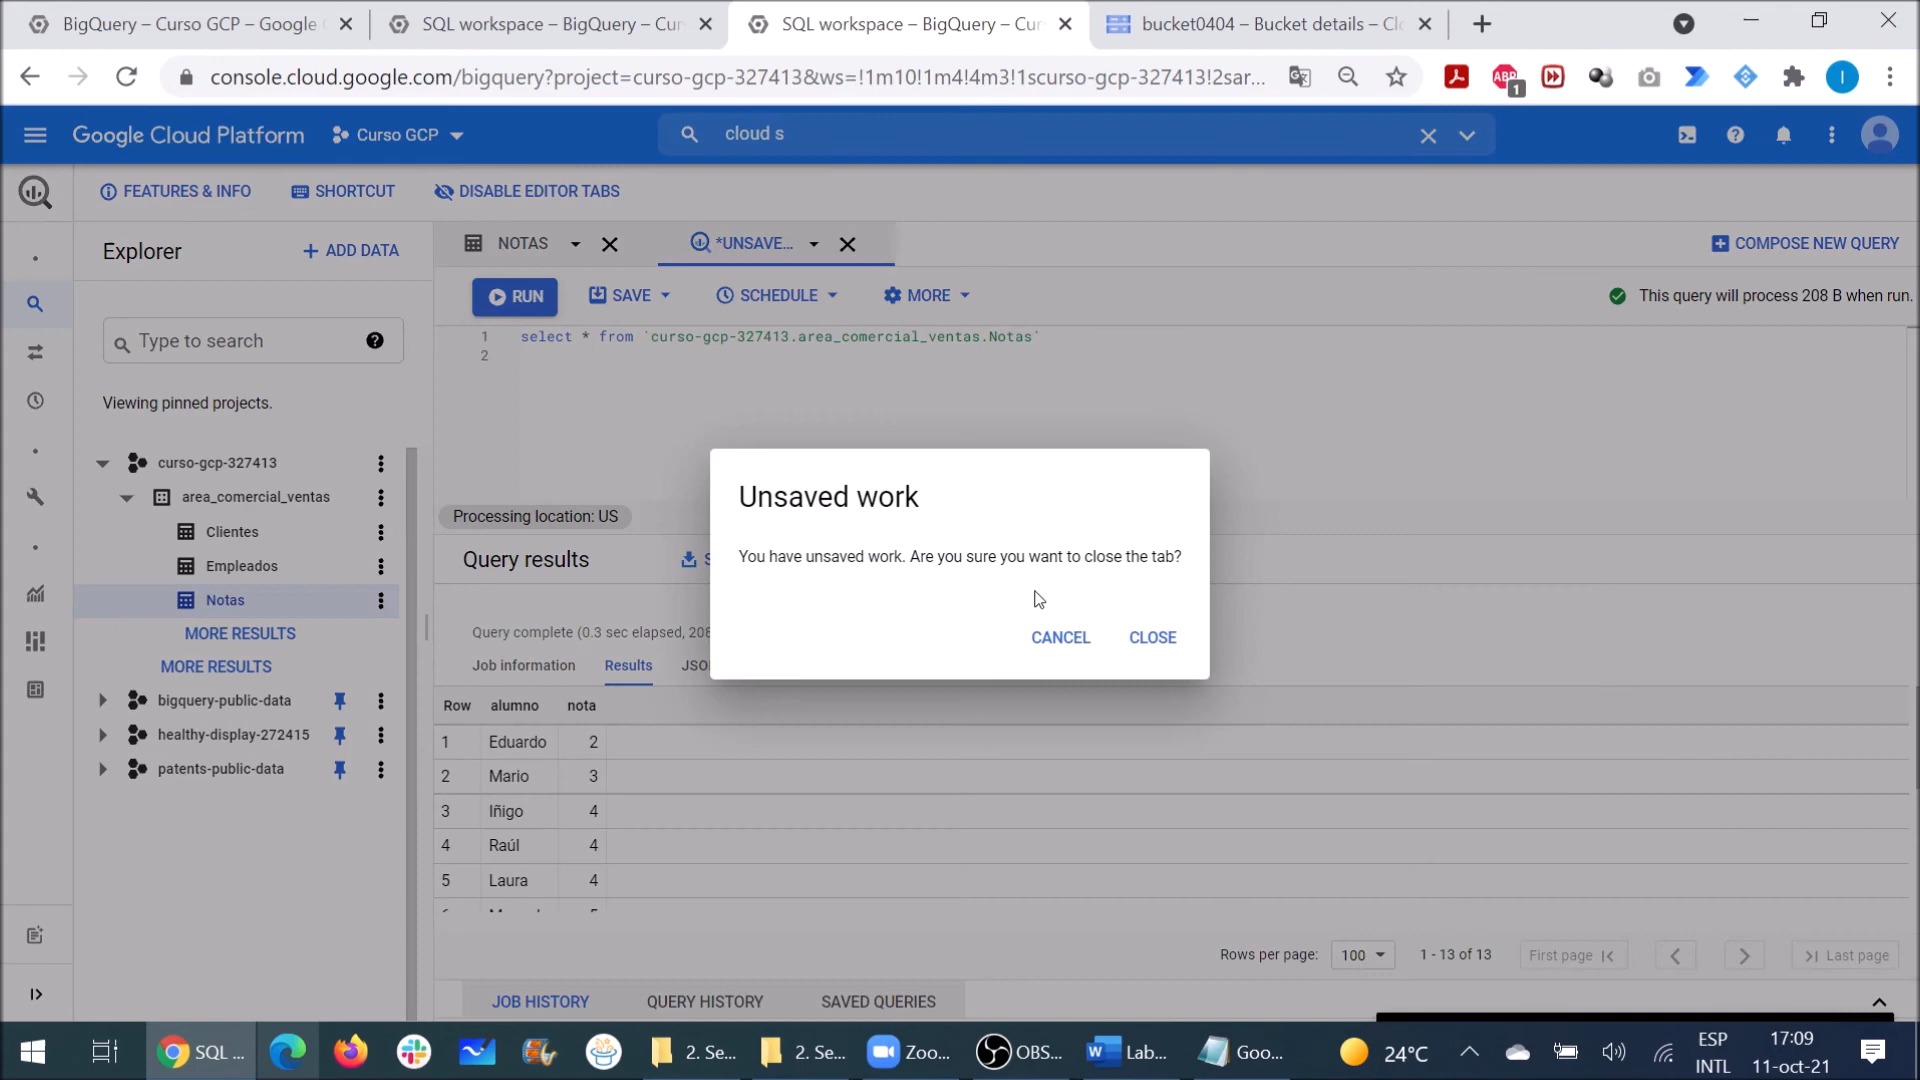 BigQuery – Curso GCP – Google
SQL workspace – BigQuery – Cur
SQL workspace – BigQuery – Cur
bucket0404 – Bucket details – Clo
console.cloud.google.com/bigquery?project=curso-gcp-327413&ws=!1m10!1m4!4m3!1scurso-gcp-327413!2sar...
ABP
1
I
Google Cloud Platform
Curso GCP
cloud s
FEATURES & INFO
SHORTCUT
DISABLE EDITOR TABS
Explorer
+ ADD DATA
NOTAS
*UNSAVE...
COMPOSE NEW QUERY
RUN
SAVE
SCHEDULE
MORE
This query will process 208 B when run.
1 select * from `curso-gcp-327413.area_comercial_ventas.Notas`
2
Type to search
Viewing pinned projects.
curso-gcp-327413
area_comercial_ventas
Clientes
Empleados
Notas
MORE RESULTS
MORE RESULTS
bigquery-public-data
healthy-display-272415
patents-public-data
Processing location: US
Query results
Unsaved work
You have unsaved work. Are you sure you want to close the tab?
CANCEL
CLOSE
Query complete (0.3 sec elapsed, 208
Job information
Results
JSO
Row alumno nota
1 Eduardo 2
2 Mario 3
3 Iñigo 4
4 Raúl 4
5 Laura 4
Rows per page:
100
1 - 13 of 13
First page
Last page
JOB HISTORY
QUERY HISTORY
SAVED QUERIES
SQL ...
2. Se...
2. Se...
Zoo...
OBS...
Lab...
Goo...
24°C
ESP
INTL
17:09
11-oct-21